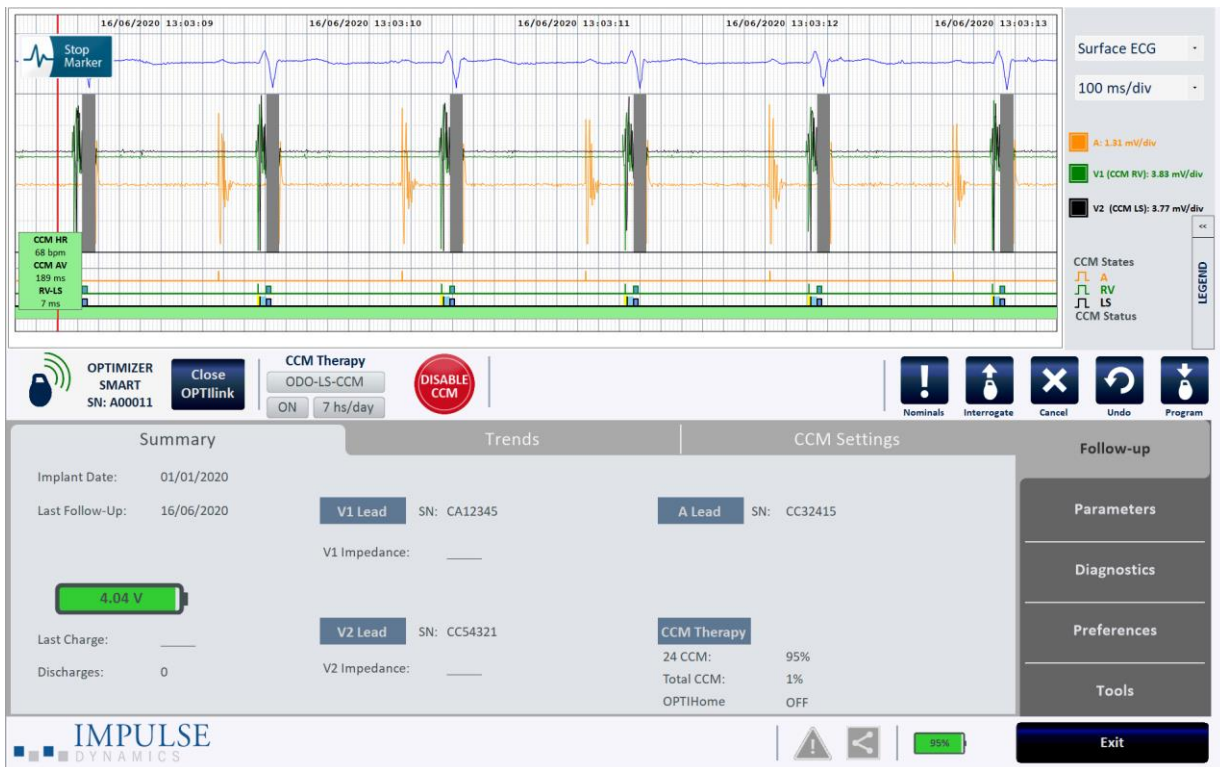 16/06/2020 13:03:09 16/06/2020 13:03:10 16/06/2020 13:03:11 16/06/2020 13:03:12 16/06/2020 13:03:13
Stop
Marker
Surface ECG
100 ms/div
A: 1.31 mV/div
V1 (CCM RV): 3.83 mV/div
V2 (CCM LS): 3.77 mV/div
<<
CCM HR
68 bpm
CCM AV
189 ms
RV-LS
7 ms
CCM States
A
RV
LS
CCM Status
LEGEND
OPTIMIZER
SMART
SN: A00011
Close
OPTIlink
CCM Therapy
ODO-LS-CCM
ON 7 hs/day
DISABLE
CCM
Nominals Interrogate Cancel Undo Program
Summary Trends CCM Settings Follow-up
Implant Date: 01/01/2020
Last Follow-Up: 16/06/2020 V1 Lead SN: CA12345 A Lead SN: CC32415 Parameters
V1 Impedance: _____
Diagnostics
4.04 V
Last Charge: _____ V2 Lead SN: CC54321 CCM Therapy Preferences
24 CCM: 95%
Discharges: 0 V2 Impedance: _____ Total CCM: 1%
OPTIHome OFF Tools
IMPULSE
DYNAMICS
95%
Exit